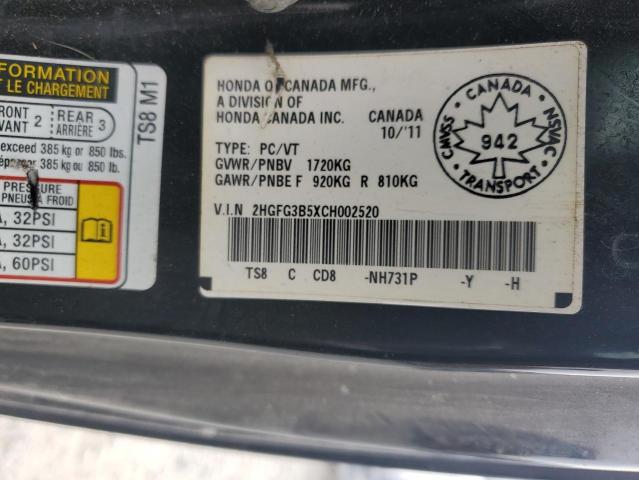 FORMATION
LE CHARGEMENT
FRONT
AVANT 2
REAR
ARRIÈRE 3
exceed 385 kg or 850 lbs.
dépasser 385 kg ou 850 lb.
PRESSURE
PNEUS À FROID
32PSI
32PSI
60PSI
TS8 M1
HONDA OF CANADA MFG.,
A DIVISION OF
HONDA CANADA INC.
CANADA
10/'11
TYPE: PC/VT
GVWR/PNBV 1720KG
GAWR/PNBE F 920KG R 810KG
V.I.N 2HGFG3B5XCH002520
TS8 C CD8 -NH731P -Y -H
CANADA
CMVSS
942
NSVAC
TRANSPORT